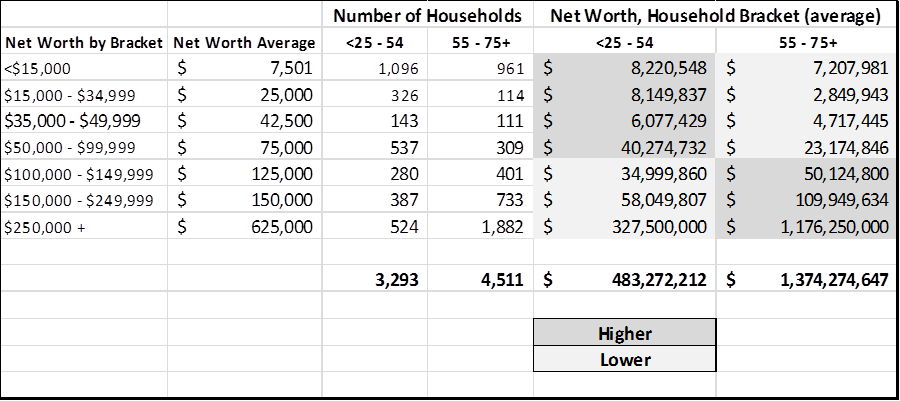 Number of Households Net Worth, Household Bracket (average)
Net Worth by Bracket Net Worth Average <25 - 54 55 - 75+ <25 - 54 55 - 75+
<$15,000 $ 7,501 1,096 961 $ 8,220,548 $ 7,207,981
$15,000 - $34,999 $ 25,000 326 114 $ 8,149,837 $ 2,849,943
$35,000 - $49,999 $ 42,500 143 111 $ 6,077,429 $ 4,717,445
$50,000 - $99,999 $ 75,000 537 309 $ 40,274,732 $ 23,174,846
$100,000 - $149,999 $ 125,000 280 401 $ 34,999,860 $ 50,124,800
$150,000 - $249,999 $ 150,000 387 733 $ 58,049,807 $ 109,949,634
$250,000 + $ 625,000 524 1,882 $ 327,500,000 $ 1,176,250,000
3,293 4,511 $ 483,272,212 $ 1,374,274,647
Higher
Lower